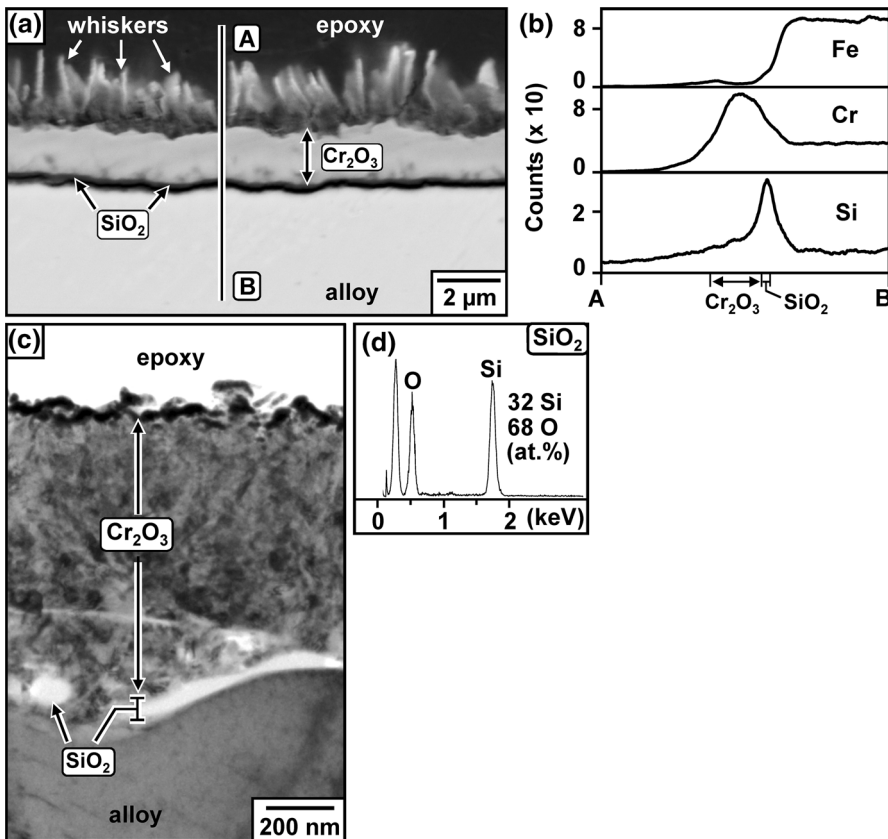 (a)
whiskers
A
epoxy
Cr₂O₃
SiO₂
B
alloy
2 µm
(b)
Counts (x 10)
8
0
Fe
8
0
Cr
2
0
Si
A
Cr₂O₃
SiO₂
B
(c)
epoxy
Cr₂O₃
SiO₂
alloy
200 nm
(d)
SiO₂
O
Si
32 Si
68 O
(at.%)
0 1 2 (keV)